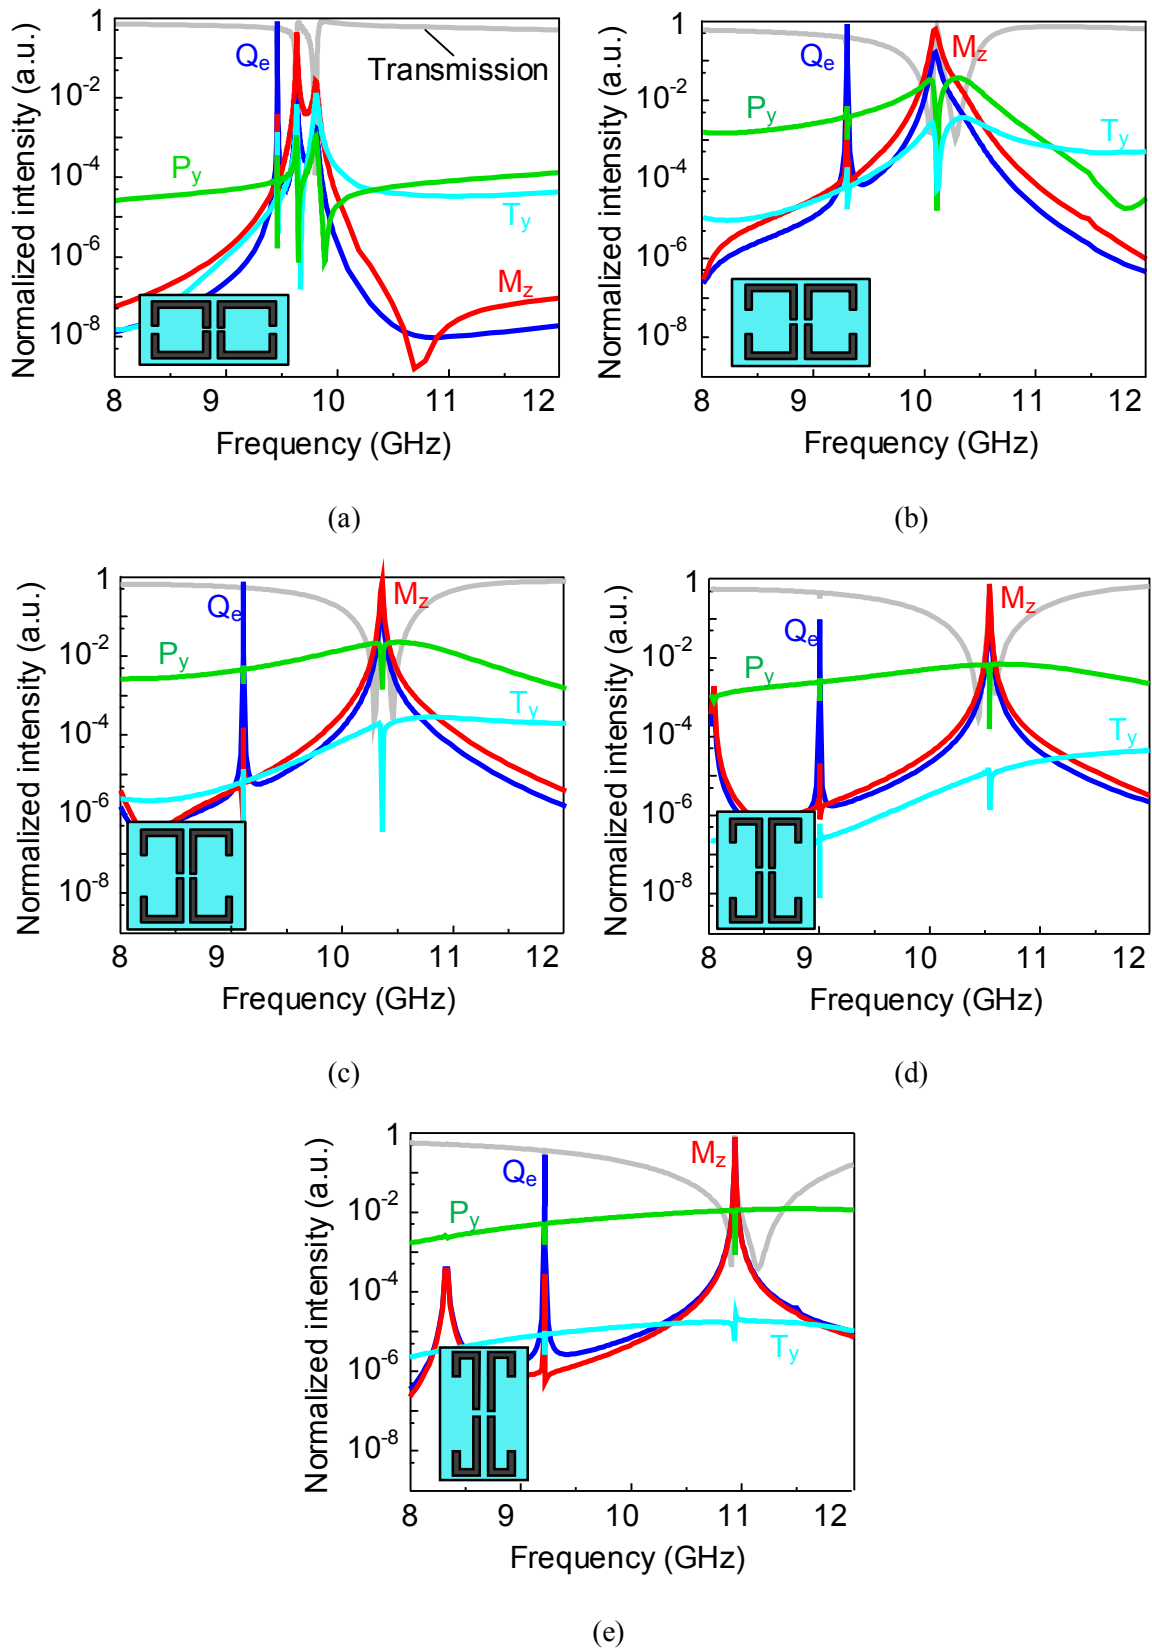 Normalized intensity (a.u.)
1
10-2
10-4
10-6
10-8
Qe
Transmission
Py
Ty
Mz
8 9 10 11 12
Frequency (GHz)
(a)
Normalized intensity (a.u.)
1
10-2
10-4
10-6
10-8
Qe
Mz
Py
Ty
8 9 10 11 12
Frequency (GHz)
(b)
Normalized intensity (a.u.)
1
10-2
10-4
10-6
10-8
Qe
Mz
Py
Ty
8 9 10 11 12
Frequency (GHz)
(c)
Normalized intensity (a.u.)
1
10-2
10-4
10-6
10-8
Qe
Mz
Py
Ty
8 9 10 11 12
Frequency (GHz)
(d)
Normalized intensity (a.u.)
1
10-2
10-4
10-6
10-8
Qe
Mz
Py
Ty
8 9 10 11 12
Frequency (GHz)
(e)